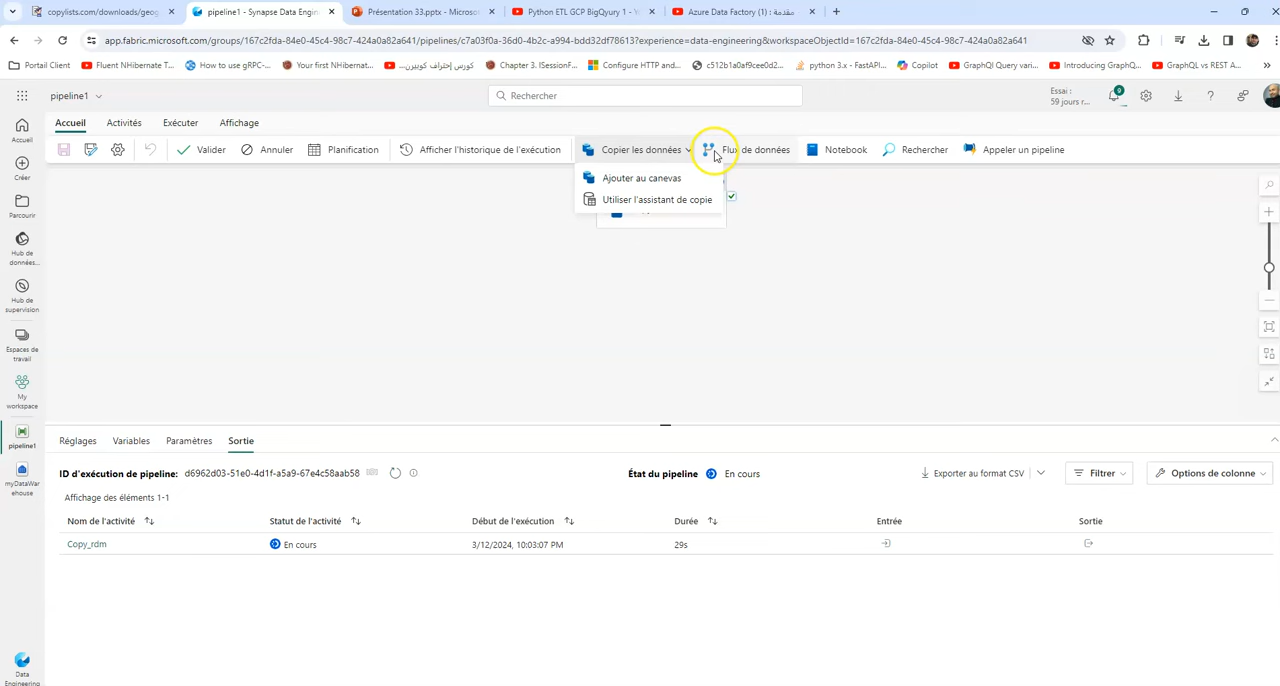 copylists.com/downloads/geog
pipeline1 - Synapse Data Engin
Présentation 33.pptx - Microsof
Python ETL GCP BigQyury 1 - Yo
Azure Data Factory (1) : مقدمة
app.fabric.microsoft.com/groups/167c2fda-84e0-45c4-98c7-424a0a82a641/pipelines/c7a03f0a-36d0-4b2c-a994-bdd32df78613?experience=data-engineering&workspaceObjectId=167c2fda-84e0-45c4-98c7-424a0a82a641
Portail Client
Fluent NHibernate T...
How to use gRPC-...
Your first NHibernat...
كورس إحتراف كوييرن...
Chapter 3. ISessionF...
Configure HTTP and...
c512b1a0af9cee0d2...
python 3.x - FastAPI...
Copilot
GraphQl Query vari...
Introducing GraphQ...
GraphQL vs REST A...
»
pipeline1
Rechercher
Essai :
59 jours r
9
Accueil Activités Exécuter Affichage
Valider Annuler Planification Afficher l'historique de l'exécution Copier les données Flux de données Notebook Rechercher Appeler un pipeline
Ajouter au canevas
Utiliser l'assistant de copie
Accueil
Créer
Parcourir
Hub de
données...
Hub de
supervision
Espaces de
travail
My
workspace
pipeline1
myDataWar
ehouse
Data
Engineering
Réglages Variables Paramètres Sortie
ID d'exécution de pipeline: d6962d03-51e0-4d1f-a5a9-67e4c58aab58
État du pipeline En cours
Exporter au format CSV
Filtrer
Options de colonne
Affichage des éléments 1-1
Nom de l'activité Statut de l'activité Début de l'exécution Durée Entrée Sortie
Copy_rdm En cours 3/12/2024, 10:03:07 PM 29s